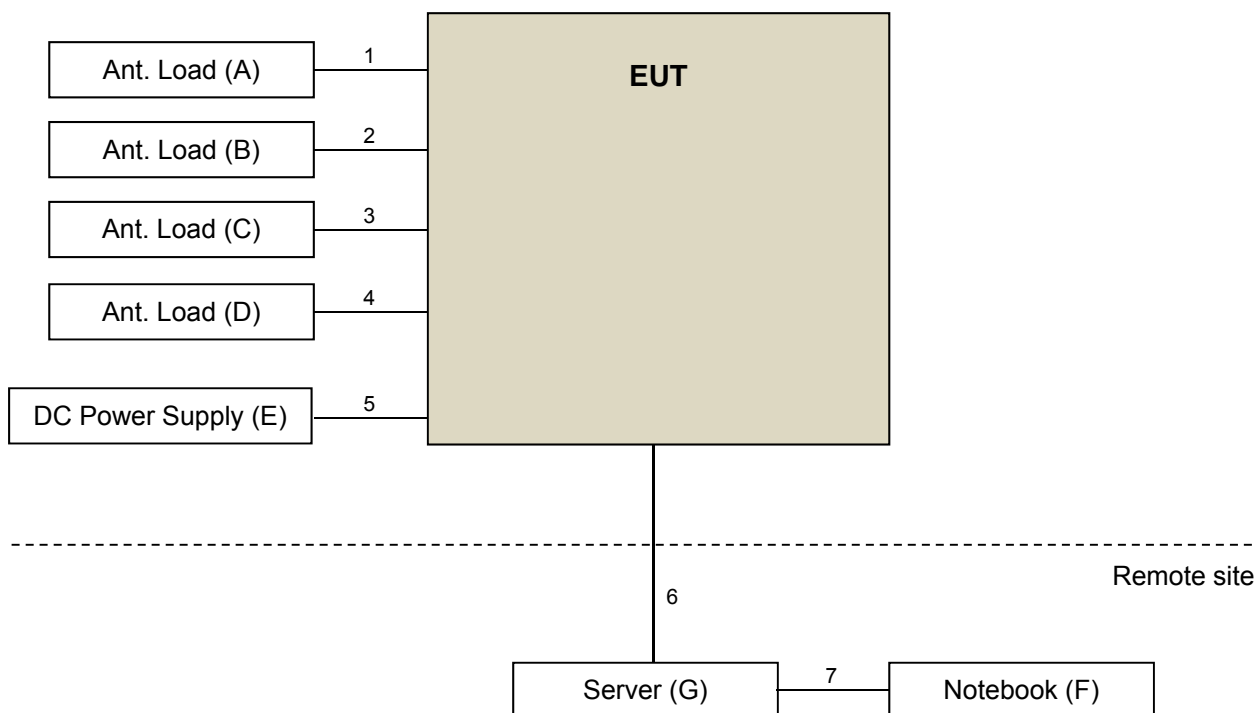 1
Ant. Load (A)
EUT
2
Ant. Load (B)
3
Ant. Load (C)
4
Ant. Load (D)
5
DC Power Supply (E)
Remote site
6
7
Server (G)
Notebook (F)